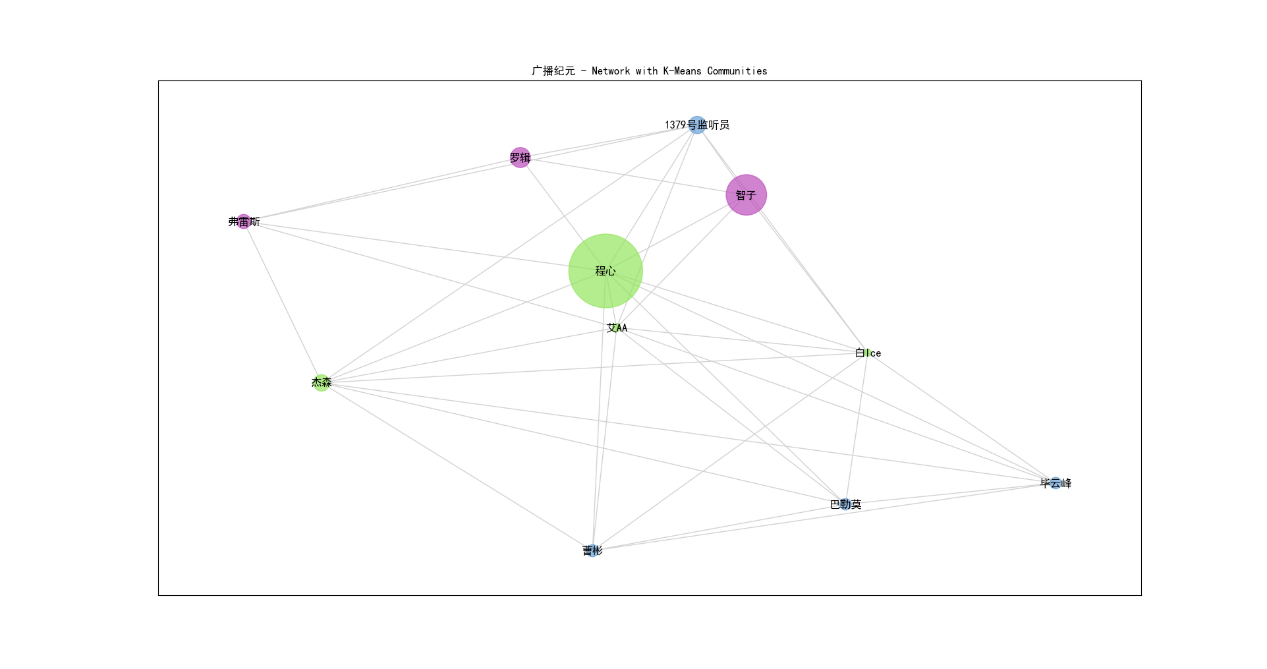 广播纪元 - Network with K-Means Communities
1379号监听员
罗辑
智子
弗雷斯
程心
艾AA
白Ice
杰森
毕云峰
巴勒莫
曹彬